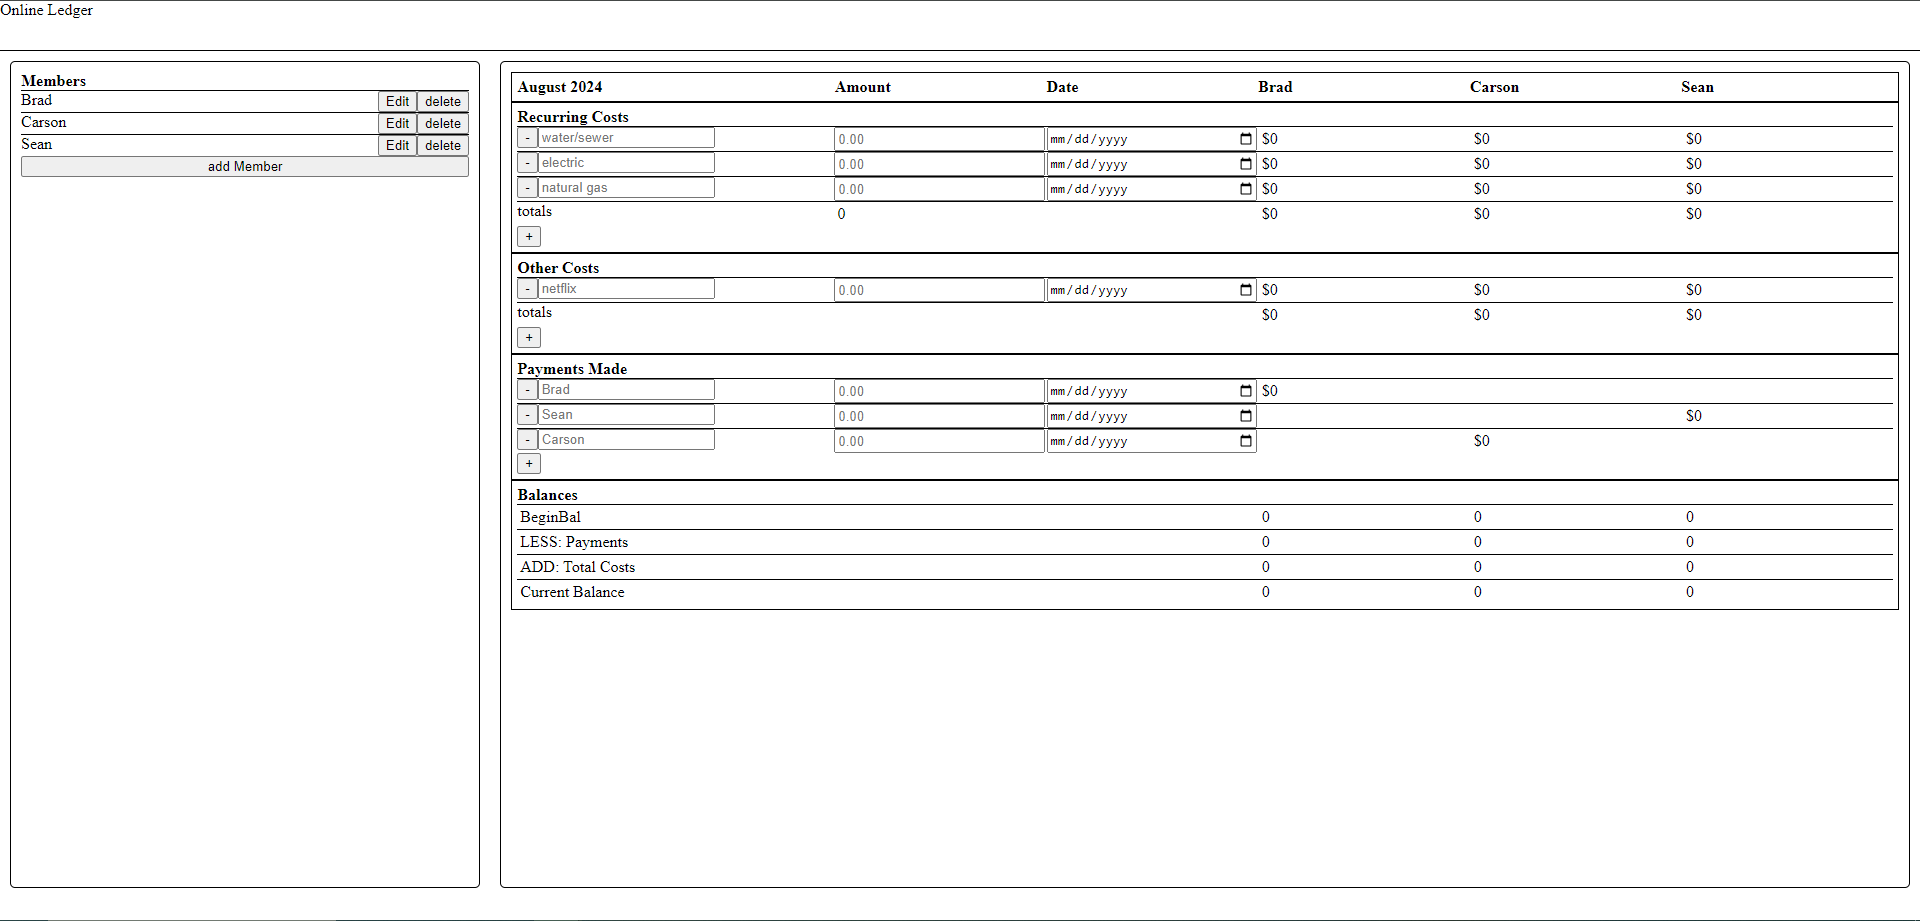 Online Ledger
Members
Brad Edit delete
Carson Edit delete
Sean Edit delete
add Member
August 2024 Amount Date Brad Carson Sean
Recurring Costs
- water/sewer 0.00 mm/dd/yyyy $0 $0 $0
- electric 0.00 mm/dd/yyyy $0 $0 $0
- natural gas 0.00 mm/dd/yyyy $0 $0 $0
totals 0 $0 $0 $0
+
Other Costs
- netflix 0.00 mm/dd/yyyy $0 $0 $0
totals $0 $0 $0
+
Payments Made
- Brad 0.00 mm/dd/yyyy $0
- Sean 0.00 mm/dd/yyyy $0
- Carson 0.00 mm/dd/yyyy $0
+
Balances
BeginBal 0 0 0
LESS: Payments 0 0 0
ADD: Total Costs 0 0 0
Current Balance 0 0 0